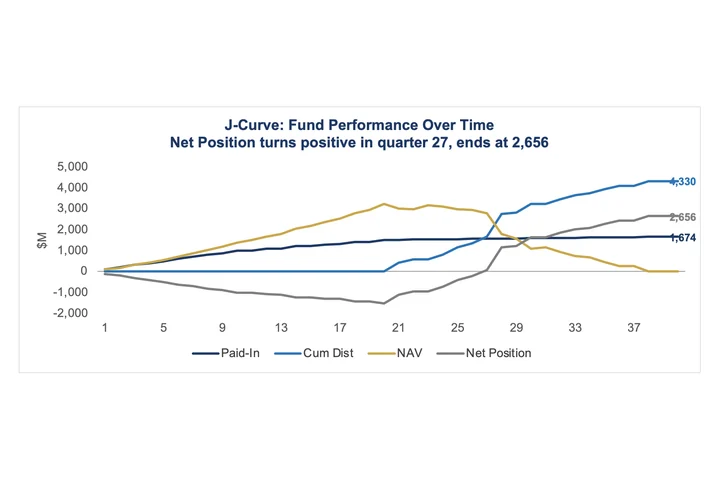 J-Curve: Fund Performance Over Time
Net Position turns positive in quarter 27, ends at 2,656
5,000
4,000
3,000
2,000
1,000
0
-1,000
-2,000
$M
4,330
2,656
1,674
1 5 9 13 17 21 25 29 33 37
Paid-In Cum Dist NAV Net Position